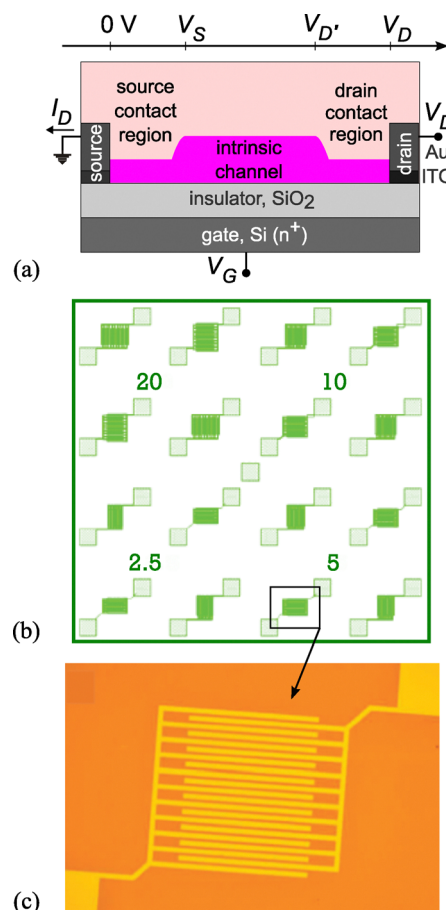 0 V V_S V_D' V_D
source contact region
drain contact region
I_D
V_D
source
intrinsic channel
drain
Au
ITO
insulator, SiO₂
gate, Si (n⁺)
(a)
V_G
20 10
2.5 5
(b)
(c)